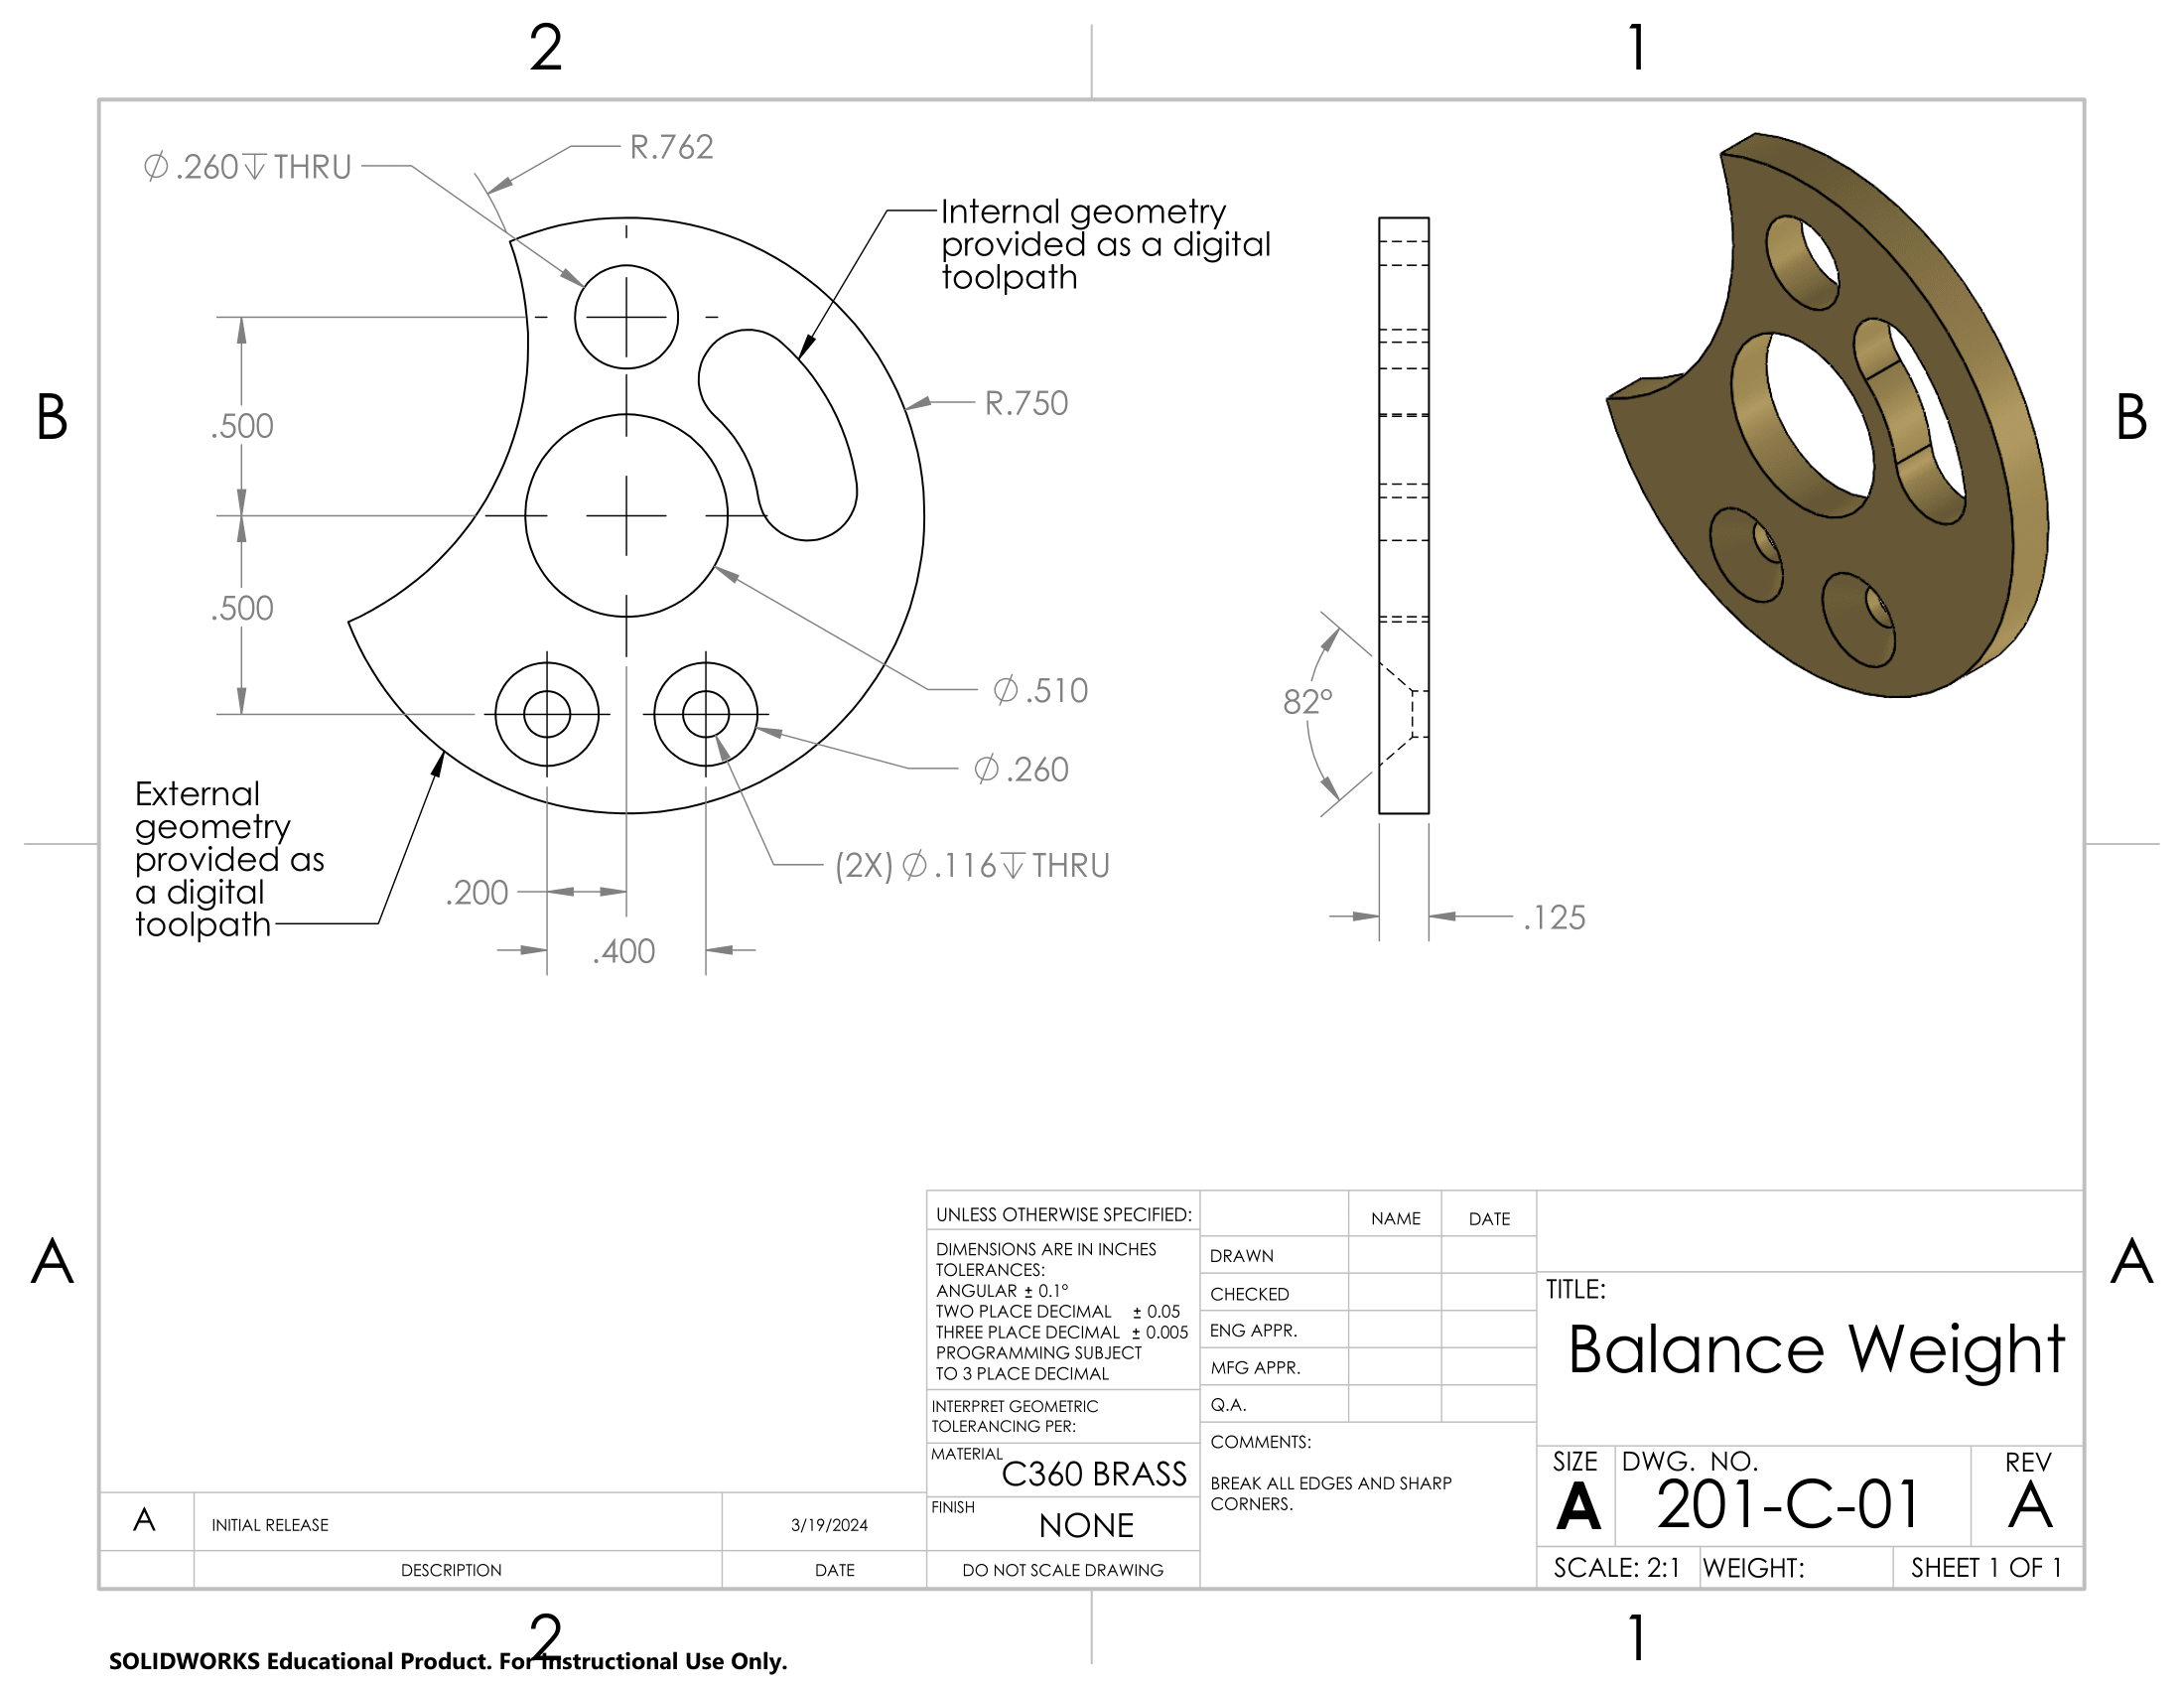 2
1
⌀.260↧THRU
R.762
Internal geometry
provided as a digital
toolpath
B
.500
R.750
B
.500
⌀.510
82°
⌀.260
External
geometry
provided as
a digital
toolpath
(2X)⌀.116↧THRU
.200
.400
.125
A
A
UNLESS OTHERWISE SPECIFIED:
DIMENSIONS ARE IN INCHES
TOLERANCES:
ANGULAR ± 0.1°
TWO PLACE DECIMAL ± 0.05
THREE PLACE DECIMAL ± 0.005
PROGRAMMING SUBJECT
TO 3 PLACE DECIMAL
INTERPRET GEOMETRIC
TOLERANCING PER:
MATERIAL
C360 BRASS
FINISH
NONE
DO NOT SCALE DRAWING
NAME DATE
DRAWN
CHECKED
ENG APPR.
MFG APPR.
Q.A.
COMMENTS:
BREAK ALL EDGES AND SHARP
CORNERS.
TITLE:
Balance Weight
SIZE DWG. NO. REV
A 201-C-01 A
SCALE: 2:1 WEIGHT: SHEET 1 OF 1
A INITIAL RELEASE 3/19/2024
DESCRIPTION DATE
2
1
SOLIDWORKS Educational Product. For Instructional Use Only.